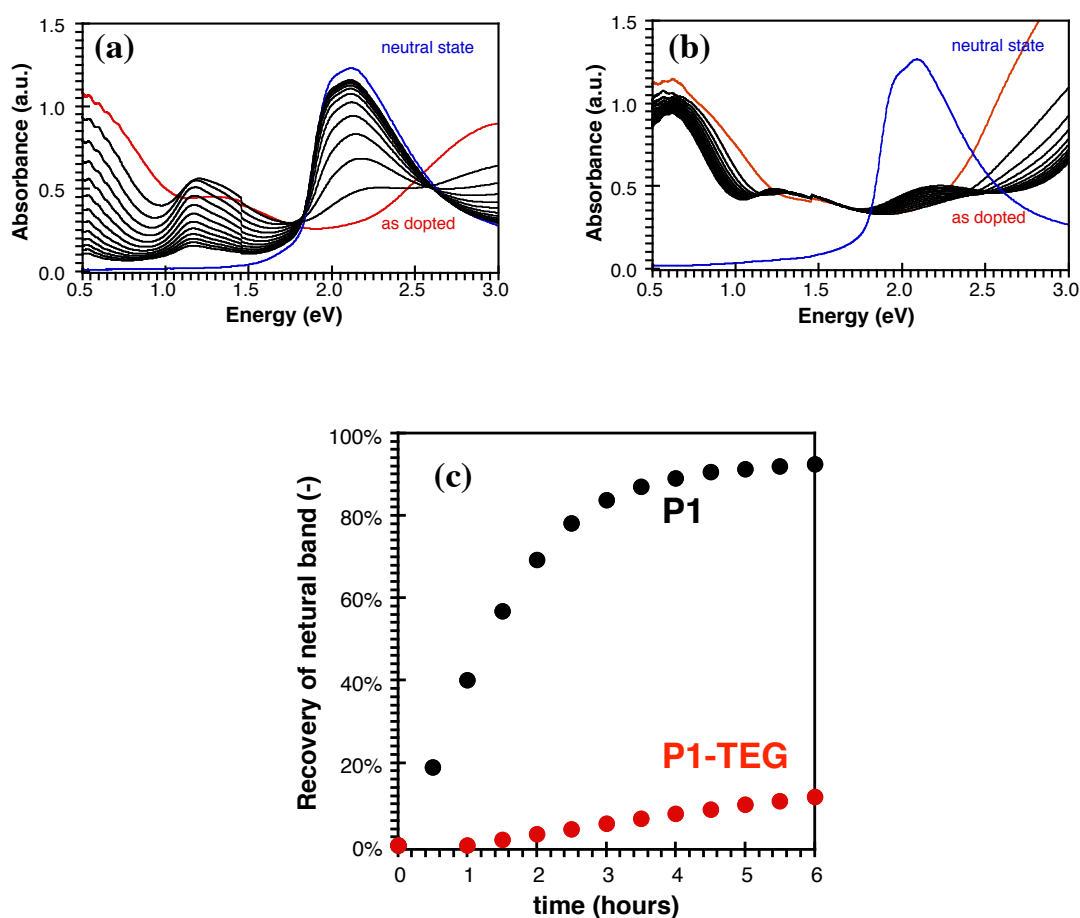 (a)
neutral state
as dopted
Absorbance (a.u.)
1.5
1.0
0.5
0.0
0.5 1.0 1.5 2.0 2.5 3.0
Energy (eV)
(b)
neutral state
as dopted
Absorbance (a.u.)
1.5
1.0
0.5
0.0
0.5 1.0 1.5 2.0 2.5 3.0
Energy (eV)
(c)
P1
P1-TEG
Recovery of netural band (-)
100%
80%
60%
40%
20%
0%
0 1 2 3 4 5 6
time (hours)